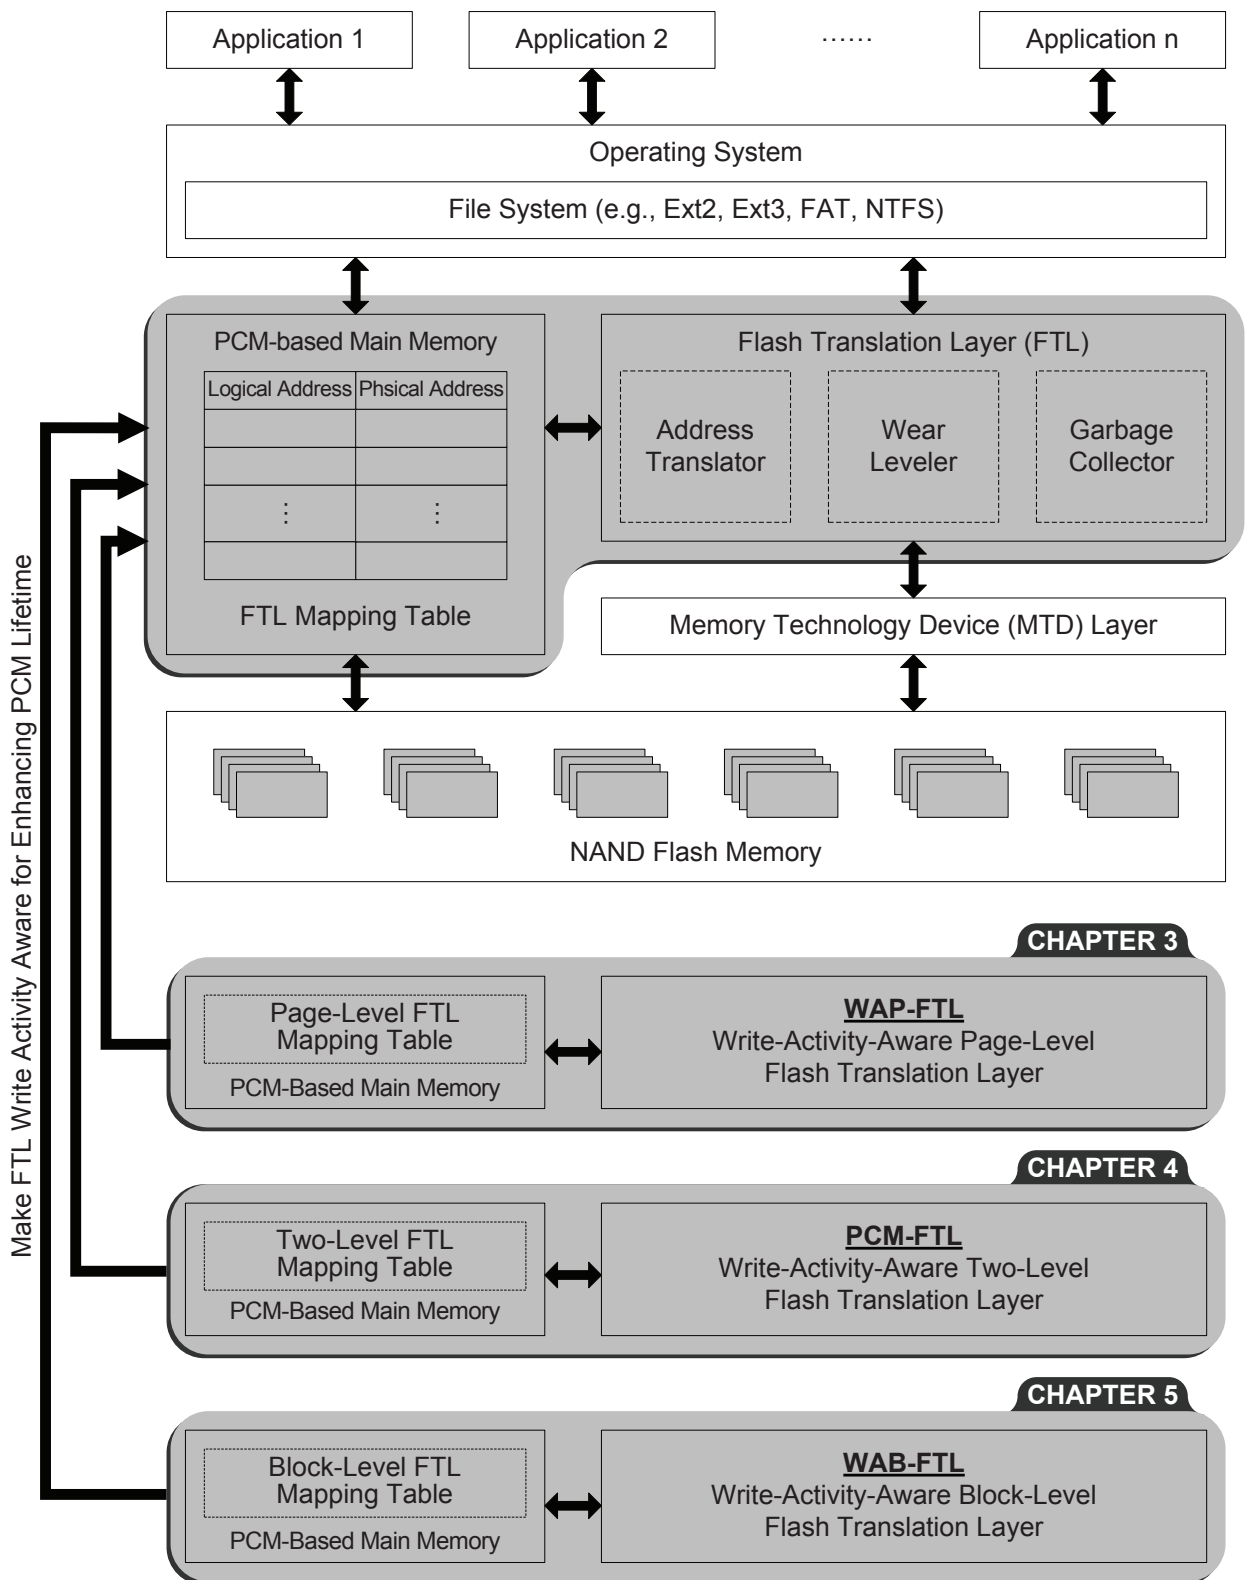 Application 1
Application 2
......
Application n
Operating System
File System (e.g., Ext2, Ext3, FAT, NTFS)
PCM-based Main Memory
Logical Address
Phsical Address
FTL Mapping Table
Flash Translation Layer (FTL)
Address
Translator
Wear
Leveler
Garbage
Collector
Memory Technology Device (MTD) Layer
NAND Flash Memory
Make FTL Write Activity Aware for Enhancing PCM Lifetime
CHAPTER 3
Page-Level FTL
Mapping Table
PCM-Based Main Memory
WAP-FTL
Write-Activity-Aware Page-Level
Flash Translation Layer
CHAPTER 4
Two-Level FTL
Mapping Table
PCM-Based Main Memory
PCM-FTL
Write-Activity-Aware Two-Level
Flash Translation Layer
CHAPTER 5
Block-Level FTL
Mapping Table
PCM-Based Main Memory
WAB-FTL
Write-Activity-Aware Block-Level
Flash Translation Layer